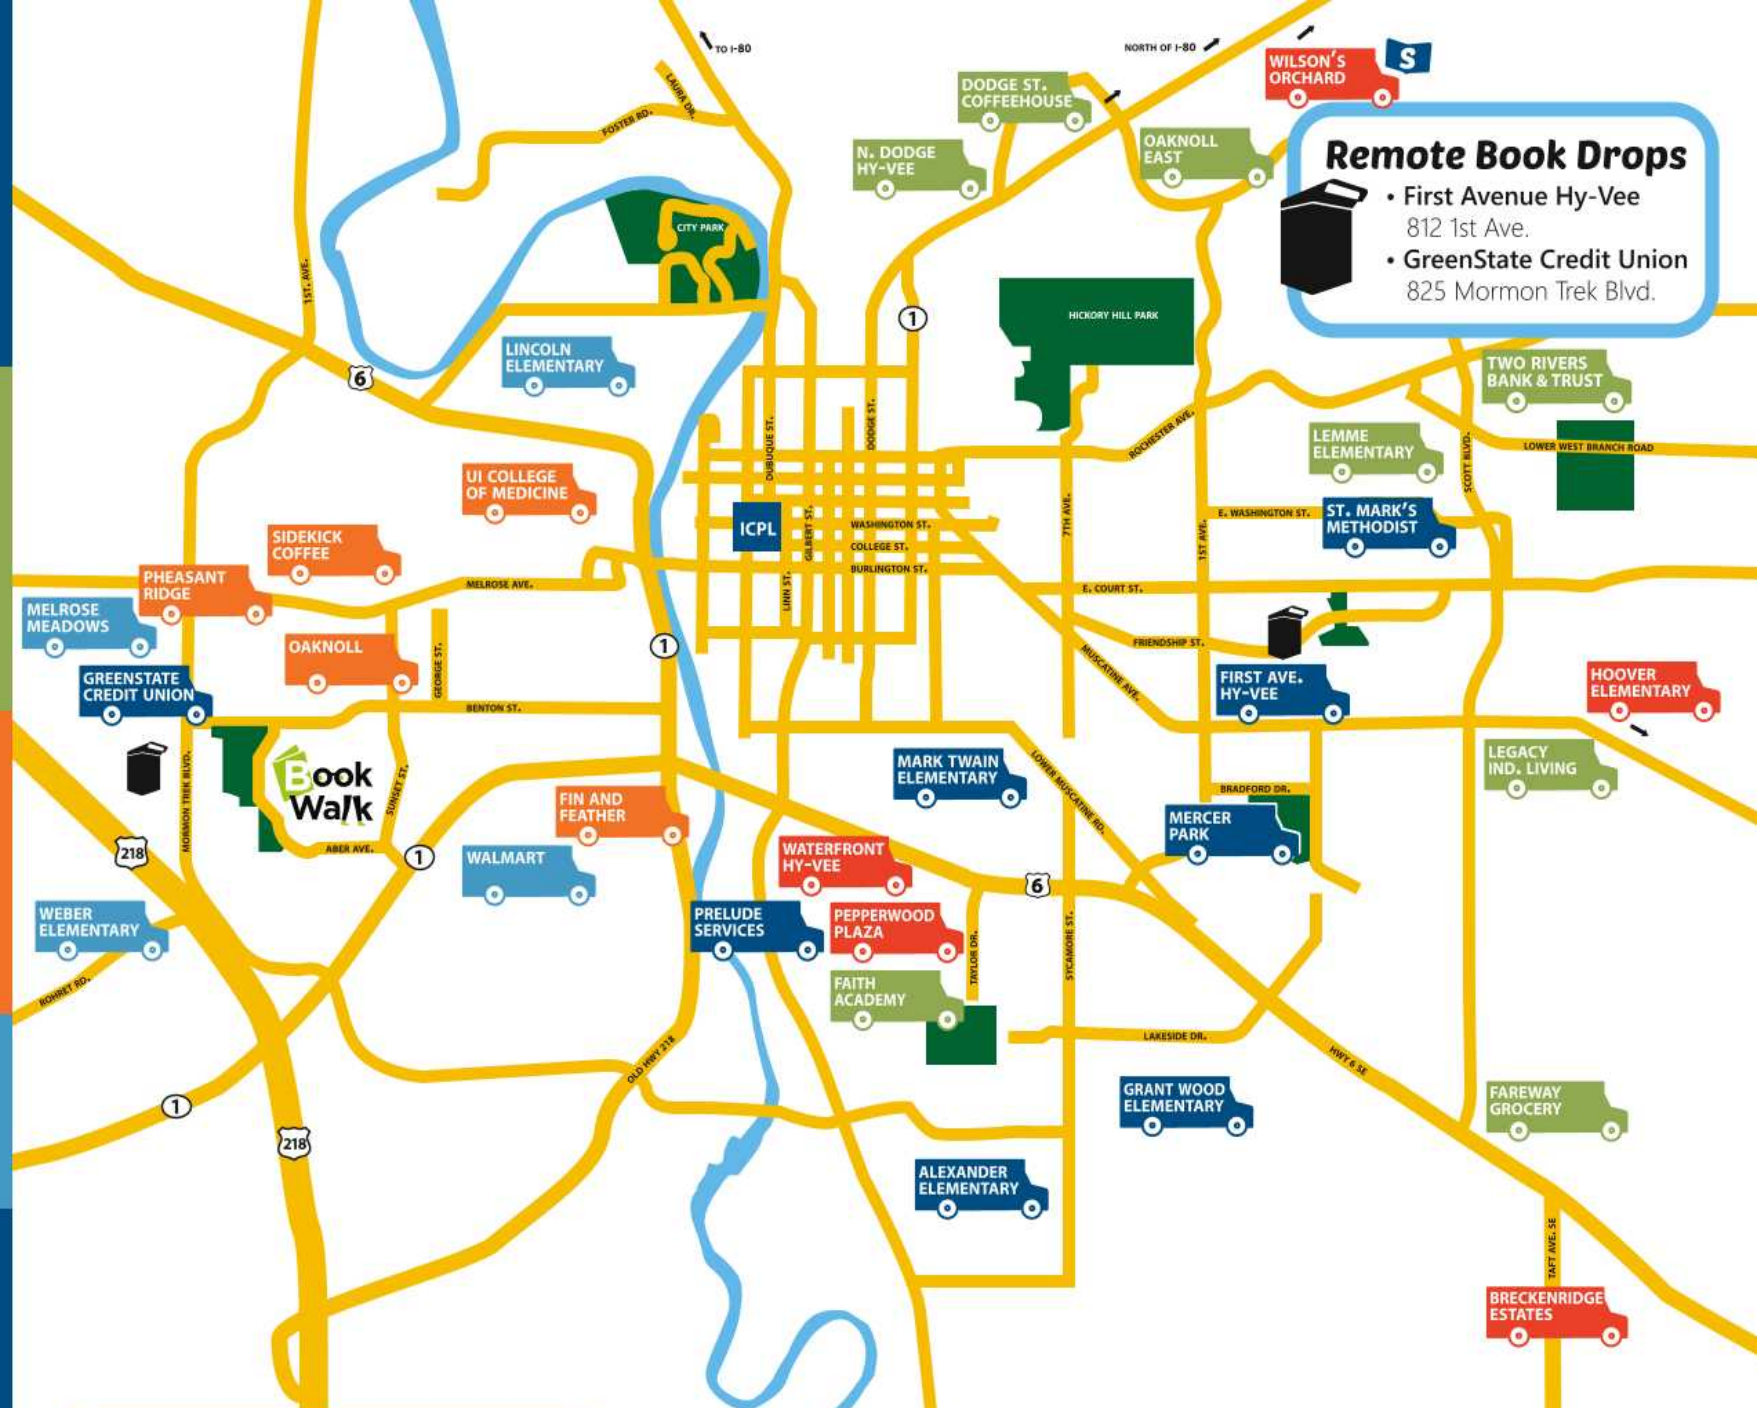 TO I-80
NORTH OF I-80
WILSON'S
ORCHARD
S
LAURA DR.
FOSTER RD.
DODGE ST.
COFFEEHOUSE
N. DODGE
HY-VEE
OAKNOLL
EAST
Remote Book Drops
• First Avenue Hy-Vee
812 1st Ave.
• GreenState Credit Union
825 Mormon Trek Blvd.
CITY PARK
1ST. AVE.
1
HICKORY HILL PARK
LINCOLN
ELEMENTARY
6
TWO RIVERS
BANK & TRUST
DUBUQUE ST.
DODGE ST.
ROCHESTER AVE.
LEMME
ELEMENTARY
SCOTT BLVD.
LOWER WEST BRANCH ROAD
UI COLLEGE
OF MEDICINE
ICPL
GILBERT ST.
WASHINGTON ST.
COLLEGE ST.
BURLINGTON ST.
LINN ST.
7TH AVE.
1ST AVE.
E. WASHINGTON ST.
ST. MARK'S
METHODIST
SIDEKICK
COFFEE
PHEASANT
RIDGE
MELROSE AVE.
E. COURT ST.
MELROSE
MEADOWS
OAKNOLL
GEORGE ST.
1
FRIENDSHIP ST.
MUSCATINE AVE.
GREENSTATE
CREDIT UNION
FIRST AVE.
HY-VEE
HOOVER
ELEMENTARY
BENTON ST.
MORMON TREK BLVD.
Book
Walk
SUNSET ST.
ABER AVE.
MARK TWAIN
ELEMENTARY
LOWER MUSCATINE RD.
LEGACY
IND. LIVING
BRADFORD DR.
FIN AND
FEATHER
MERCER
PARK
218
1
WALMART
WATERFRONT
HY-VEE
6
WEBER
ELEMENTARY
PRELUDE
SERVICES
PEPPERWOOD
PLAZA
TAYLOR DR.
SYCAMORE ST.
ROHRET RD.
FAITH
ACADEMY
LAKESIDE DR.
OLD HWY 218
HWY 6 SE
1
GRANT WOOD
ELEMENTARY
FAREWAY
GROCERY
218
ALEXANDER
ELEMENTARY
TAFT AVE. SE
BRECKENRIDGE
ESTATES